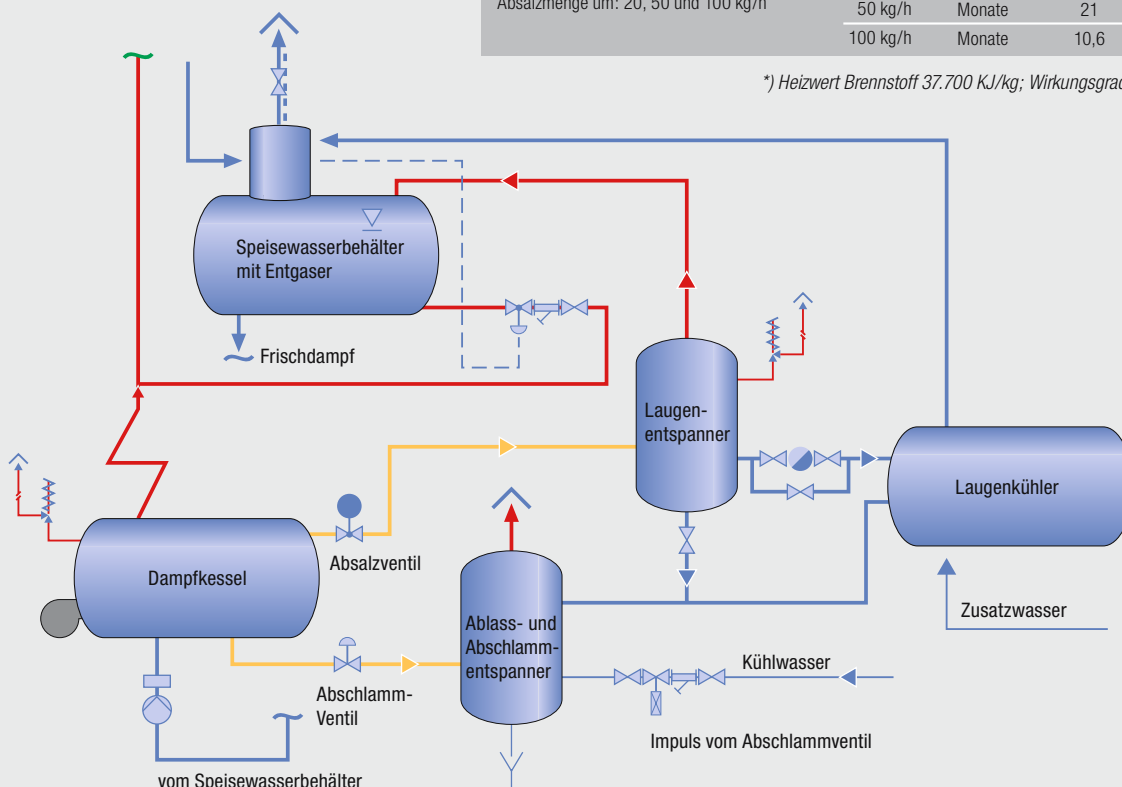 Absalzmenge um: 20, 50 und 100 kg/h
50 kg/h Monate 21
100 kg/h Monate 10,6
*) Heizwert Brennstoff 37.700 KJ/kg; Wirkungsgrad
Speisewasserbehälter
mit Entgaser
Frischdampf
Laugen-
entspanner
Laugenkühler
Absalzventil
Dampfkessel
Zusatzwasser
Ablass- und
Abschlamm-
entspanner
Kühlwasser
Abschlamm-
Ventil
Impuls vom Abschlammventil
vom Speisewasserbehälter